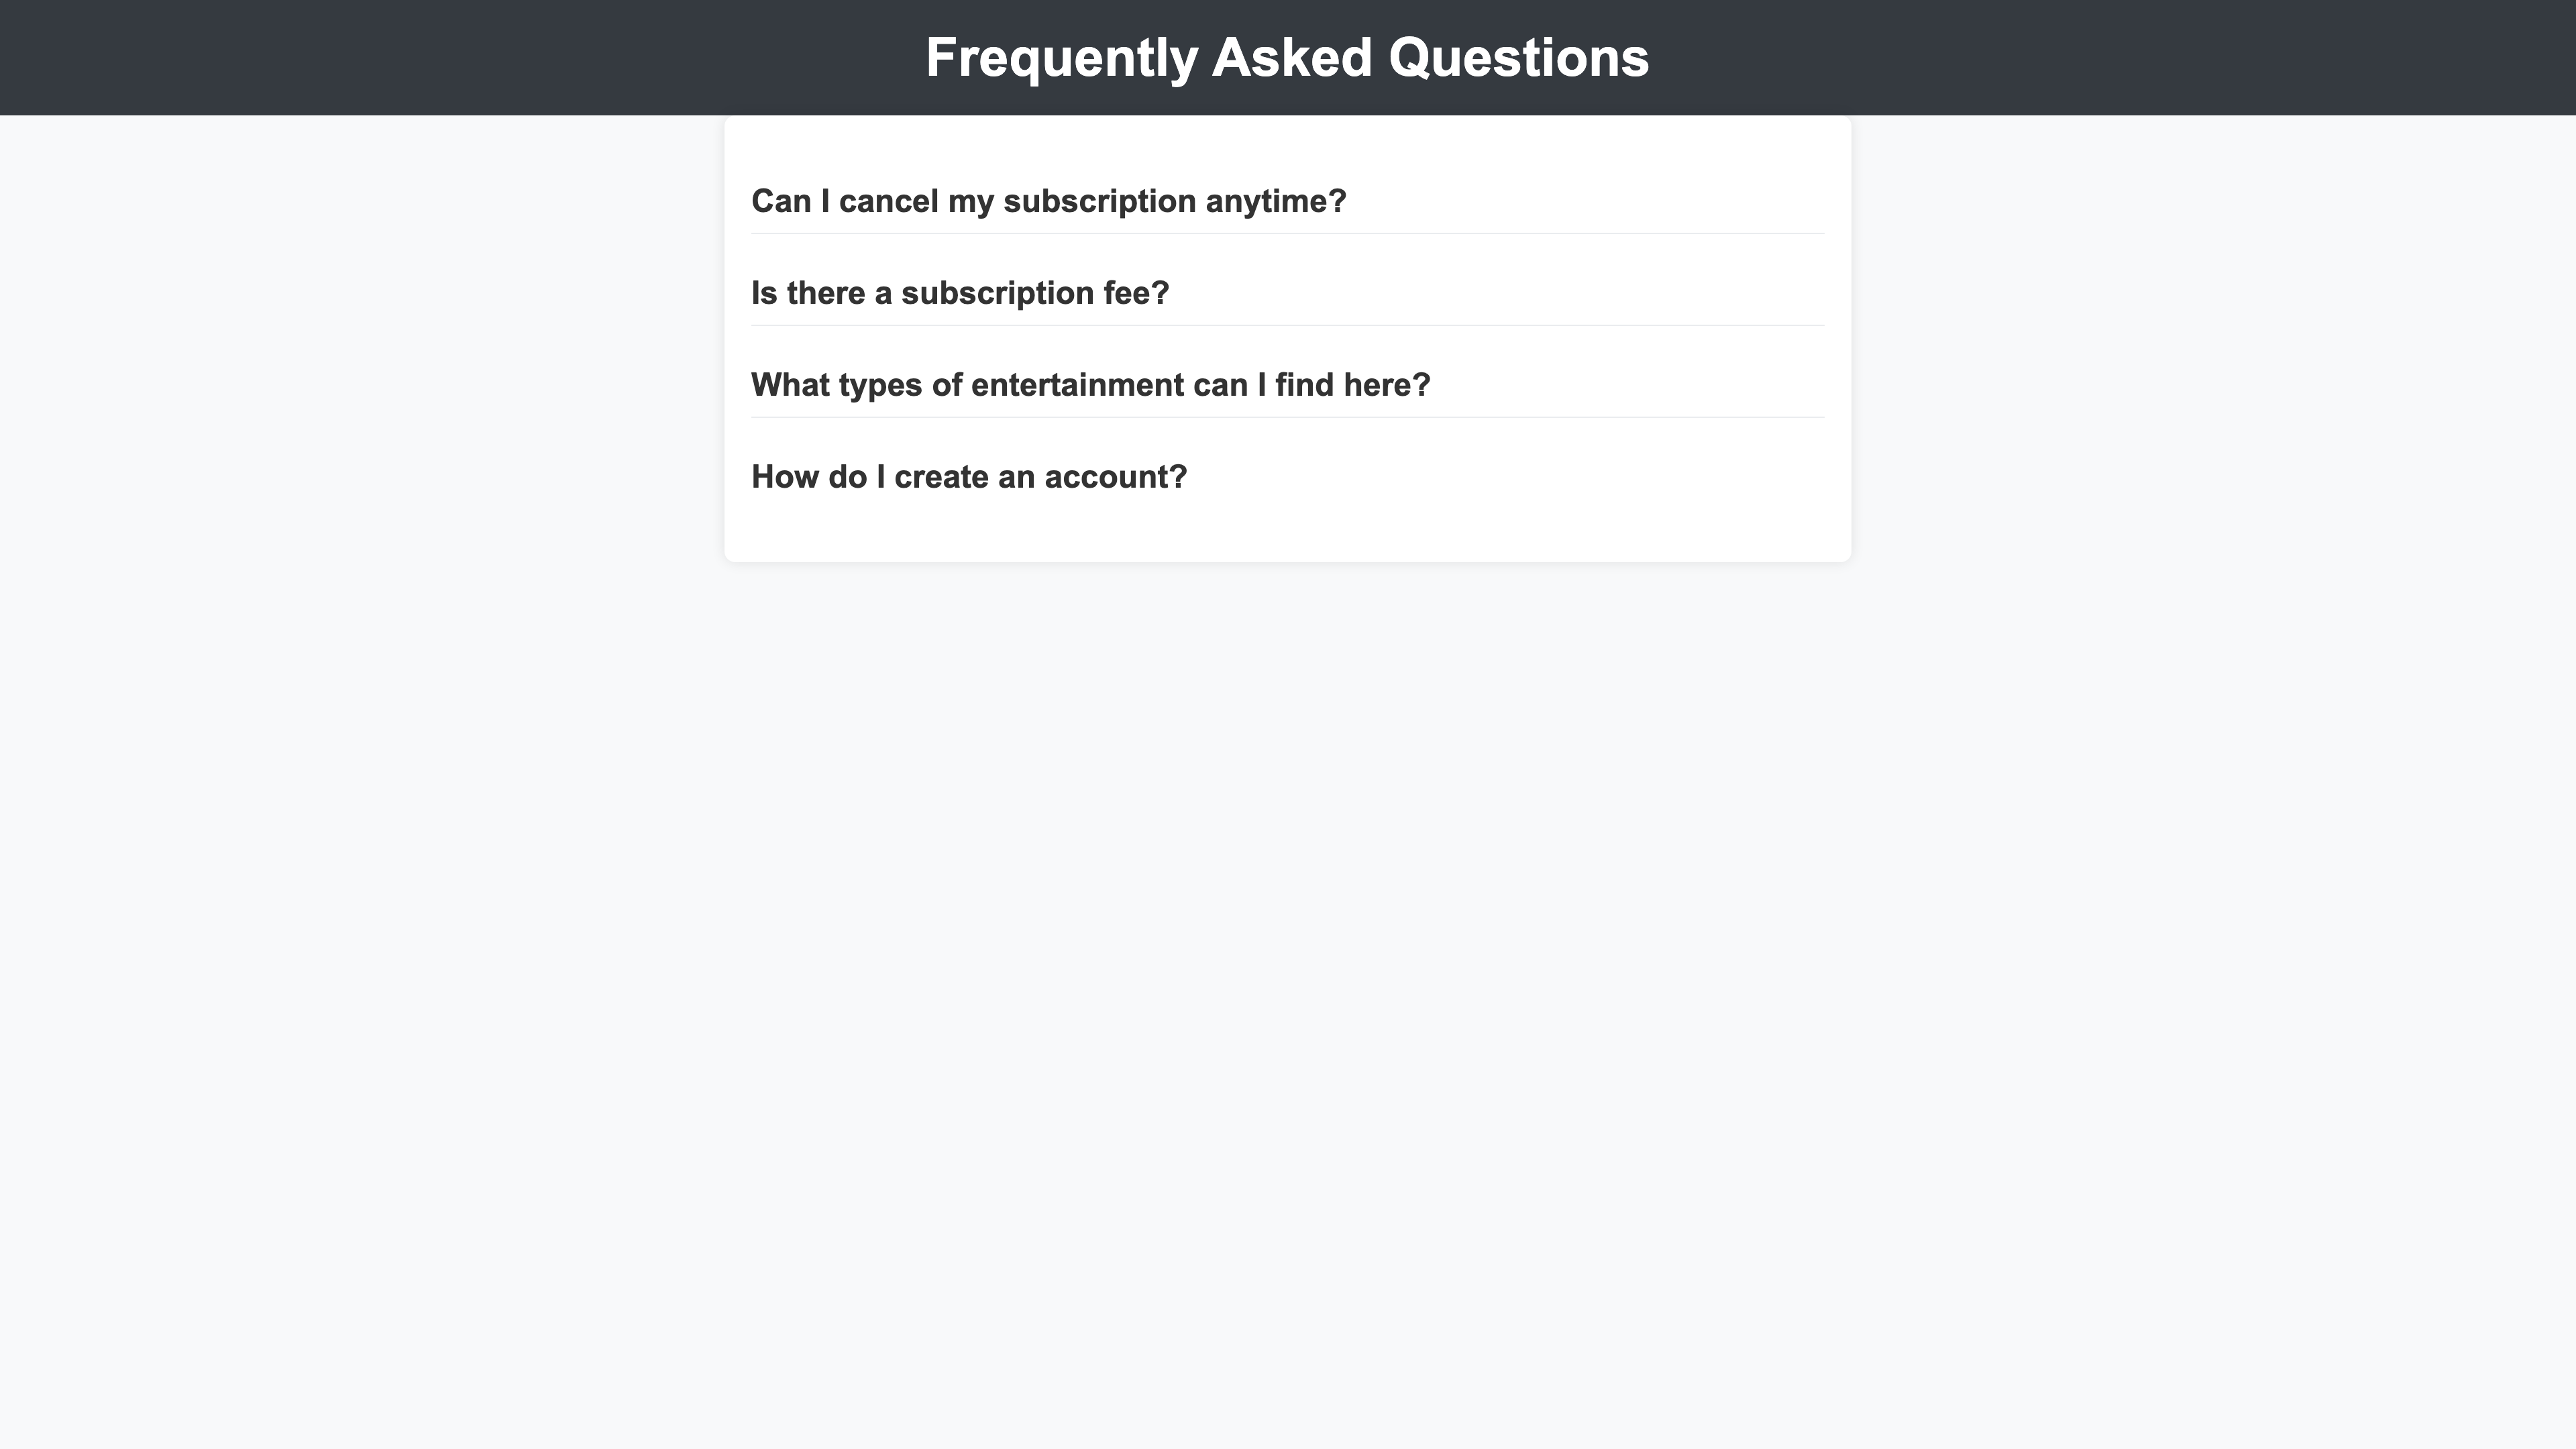 Frequently Asked Questions
Can I cancel my subscription anytime?
Is there a subscription fee?
What types of entertainment can I find here?
How do I create an account?